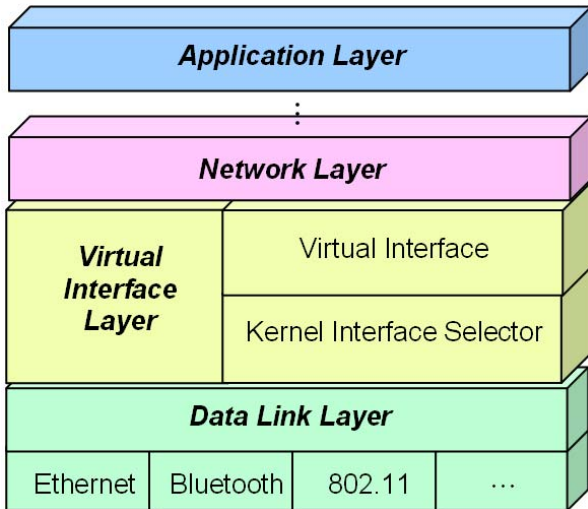 Application Layer
⋮
Network Layer
Virtual
Interface
Layer
Virtual Interface
Kernel Interface Selector
Data Link Layer
Ethernet
Bluetooth
802.11
...